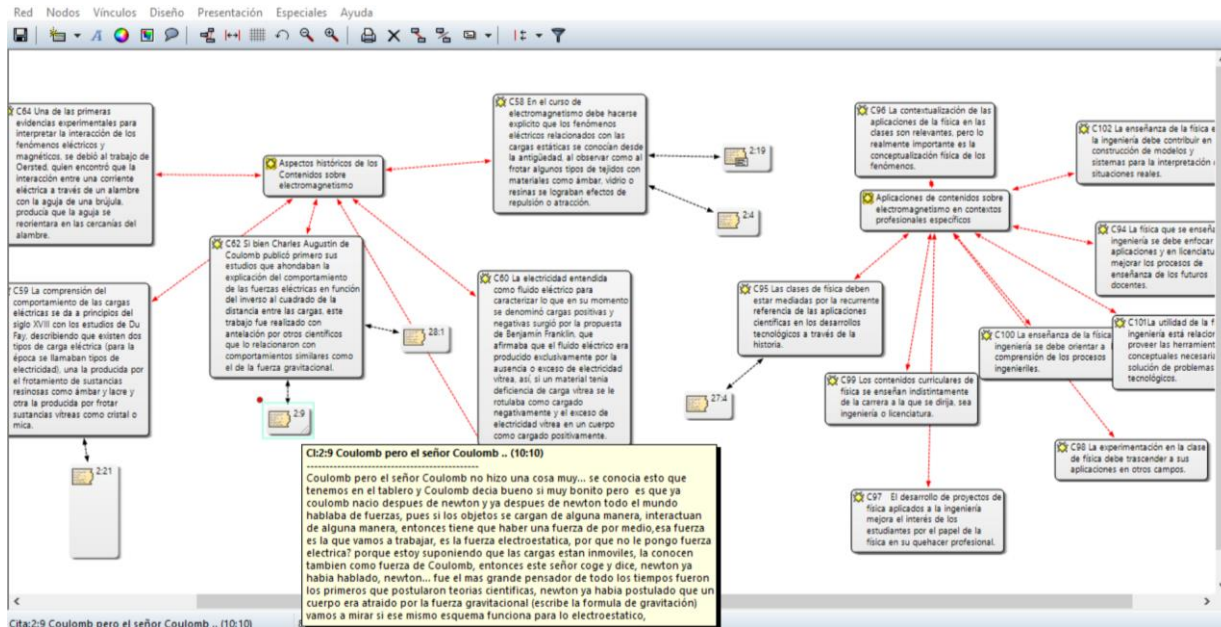 Red Nodos Vínculos Diseño Presentación Especiales Ayuda
C64 Una de las primeras
evidencias experimentales para
interpretar la interacción de los
fenómenos eléctricos y
magnéticos, se debió al trabajo de
Oersted, quien encontró que la
interacción entre una corriente
eléctrica a través de un alambre
con la aguja de una brújula,
producía que la aguja se
reorientara en las cercanías del
alambre.
Aspectos históricos de los
Contenidos sobre
electromagnetismo
C58 En el curso de
electromagnetismo debe hacerse
explícito que los fenómenos
eléctricos relacionados con las
cargas estáticas se conocían desde
la antigüedad, al observar como al
frotar algunos tipos de tejidos con
materiales como ámbar, vidrio o
resinas se lograban efectos de
repulsión o atracción.
2:19
2:4
C96 La contextualización de las
aplicaciones de la física en las
clases son relevantes, pero lo
realmente importante es la
conceptualización física de los
fenómenos.
C102 La enseñanza de la física e
la ingeniería debe contribuir en
construcción de modelos y
sistemas para la interpretación
situaciones reales.
Aplicaciones de contenidos sobre
electromagnetismo en contextos
profesionales específicos
C94 La física que se enseña
ingeniería se debe enfocar
aplicaciones y en licenciatu
mejorar los procesos de
enseñanza de los futuros
docentes.
C62 Si bien Charles Augustin de
Coulomb publicó primero sus
estudios que ahondaban la
explicación del comportamiento
de las fuerzas eléctricas en función
del inverso al cuadrado de la
distancia entre las cargas, este
trabajo fue realizado con
antelación por otros científicos
que lo relacionaron con
comportamientos similares como
el de la fuerza gravitacional.
28:1
2:9
C59 La comprensión del
comportamiento de las cargas
eléctricas se da a principios del
siglo XVIII con los estudios de Du
Fay, describiendo que existen dos
tipos de carga eléctrica (para la
época se llamaban tipos de
electricidad), una la producida por
el frotamiento de sustancias
resinosas como ámbar y lacre y
otra la producida por frotar
sustancias vítreas como cristal o
mica.
2:21
C60 La electricidad entendida
como fluido eléctrico para
caracterizar lo que en su momento
se denominó cargas positivas y
negativas surgió por la propuesta
de Benjamín Franklin, que
afirmaba que el fluido eléctrico era
producido exclusivamente por la
ausencia o exceso de electricidad
vítrea, así, si un material tenía
deficiencia de carga vítrea se le
rotulaba como cargado
negativamente y el exceso de
electricidad vítrea en un cuerpo
como cargado positivamente.
C95 Las clases de física deben
estar mediadas por la recurrente
referencia de las aplicaciones
científicas en los desarrollos
tecnológicos a través de la
historia.
27:4
C100 La enseñanza de la física
ingeniería se debe orientar a
comprensión de los procesos
ingenieriles.
C101La utilidad de la f
ingeniería está relacio
proveer las herramient
conceptuales necesaria
solución de problemas
tecnológicos.
C99 Los contenidos curriculares de
física se enseñan indistintamente
de la carrera a la que se dirija, sea
ingeniería o licenciatura.
C98 La experimentación en la clase
de física debe trascender a sus
aplicaciones en otros campos.
C97 El desarrollo de proyectos de
física aplicados a la ingeniería
mejora el interés de los
estudiantes por el papel de la
física en su quehacer profesional.
CI:2:9 Coulomb pero el señor Coulomb .. (10:10)
Coulomb pero el señor Coulomb no hizo una cosa muy... se conocia esto que
tenemos en el tablero y Coulomb decia bueno si muy bonito pero es que ya
coulomb nacio despues de newton y ya despues de newton todo el mundo
hablaba de fuerzas, pues si los objetos se cargan de alguna manera, interactuan
de alguna manera, entonces tiene que haber una fuerza de por medio,esa fuerza
es la que vamos a trabajar, es la fuerza electroestatica, por que no le pongo fuerza
electrica? porque estoy suponiendo que las cargas estan inmoviles, la conocen
tambien como fuerza de Coulomb, entonces este señor coge y dice, newton ya
habia hablado, newton... fue el mas grande pensador de todo los tiempos fueron
los primeros que postularon teorias cientificas, newton ya habia postulado que un
cuerpo era atraido por la fuerza gravitacional (escribe la formula de gravitación)
vamos a mirar si ese mismo esquema funciona para lo electroestatico,
Cita:2:9 Coulomb pero el señor Coulomb .. (10:10)